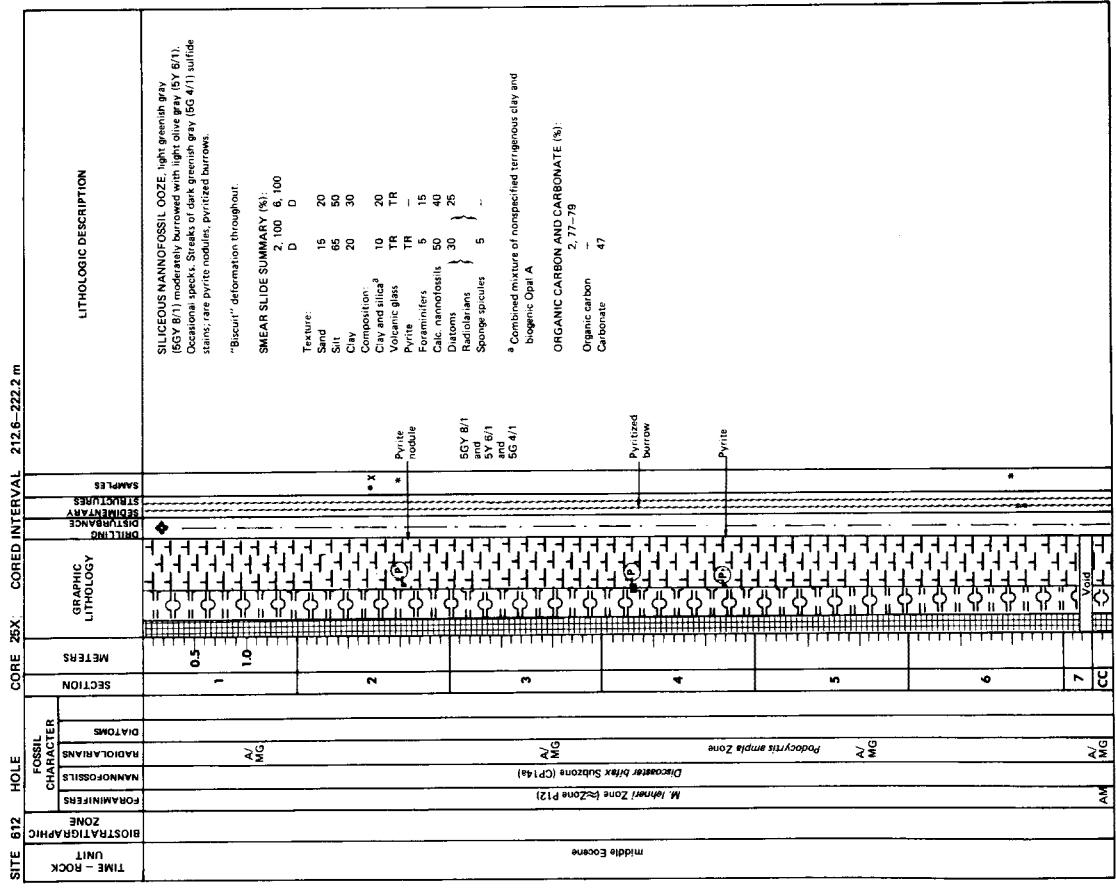 SITE 612 HOLE CORE 25X CORED INTERVAL 212.6–222.2 m
TIME – ROCK UNIT
BIOSTRATIGRAPHIC ZONE
FOSSIL CHARACTER
FORAMINIFERS
NANNOFOSSILS
RADIOLARIANS
DIATOMS
SECTION
METERS
GRAPHIC LITHOLOGY
DRILLING DISTURBANCE
SEDIMENTARY STRUCTURES
SAMPLES
LITHOLOGIC DESCRIPTION
middle Eocene
M. lehneri Zone (≈Zone P12)
AM
Discoaster bifax Subzone (CP14a)
Podocyrtis ampla Zone
A/MG
A/MG
A/MG
A/MG
1
2
3
4
5
6
7
CC
0.5
1.0
P
P
P
Void
* X
*
*
Pyrite nodule
5GY 8/1
and
5Y 6/1
and
5G 4/1
Pyritized burrow
Pyrite
SILICEOUS NANNOFOSSIL OOZE, light greenish gray
(5GY 8/1) moderately burrowed with light olive gray (5Y 6/1).
Occasional specks. Streaks of dark greenish gray (5G 4/1) sulfide
stains; rare pyrite nodules, pyritized burrows.
"Biscuit" deformation throughout.
SMEAR SLIDE SUMMARY (%):
2, 100 6, 100
D D
Texture:
Sand 15 20
Silt 65 50
Clay 20 30
Composition:
Clay and silica a 10 20
Volcanic glass TR TR
Pyrite TR –
Foraminifers 5 15
Calc. nannofossils 50 40
Diatoms } 30 } 25
Radiolarians
Sponge spicules 5 –
a Combined mixture of nonspecified terrigenous clay and
biogenic Opal A
ORGANIC CARBON AND CARBONATE (%):
2, 77–79
Organic carbon –
Carbonate 47